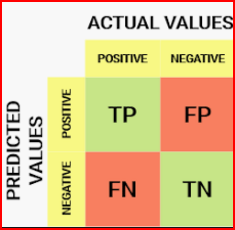 ACTUAL VALUES
POSITIVE NEGATIVE
PREDICTED
VALUES
POSITIVE
TP FP
NEGATIVE
FN TN